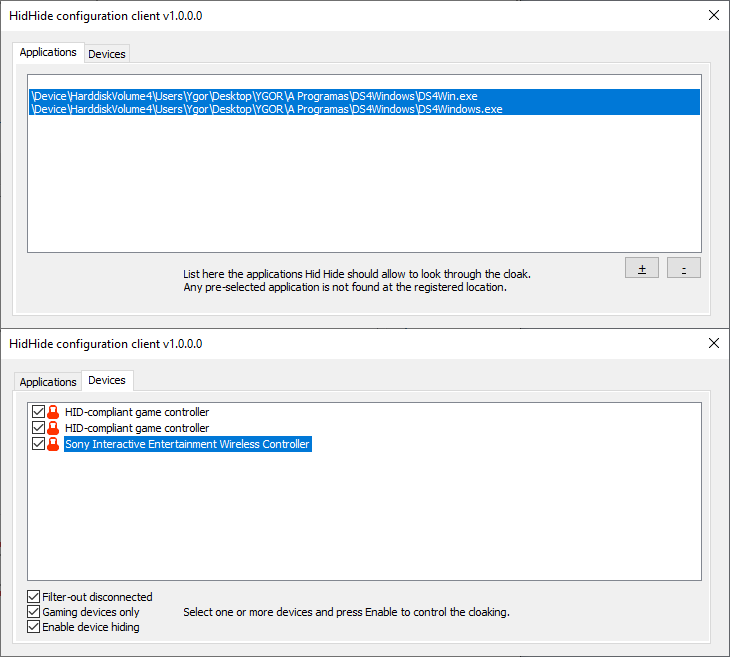 HidHide configuration client v1.0.0.0
Applications
Devices
\Device\HarddiskVolume4\Users\Ygor\Desktop\YGOR\A Programas\DS4Windows\DS4Win.exe
\Device\HarddiskVolume4\Users\Ygor\Desktop\YGOR\A Programas\DS4Windows\DS4Windows.exe
+
-
List here the applications Hid Hide should allow to look through the cloak.
Any pre-selected application is not found at the registered location.
HidHide configuration client v1.0.0.0
Applications
Devices
HID-compliant game controller
HID-compliant game controller
Sony Interactive Entertainment Wireless Controller
Filter-out disconnected
Gaming devices only
Select one or more devices and press Enable to control the cloaking.
Enable device hiding